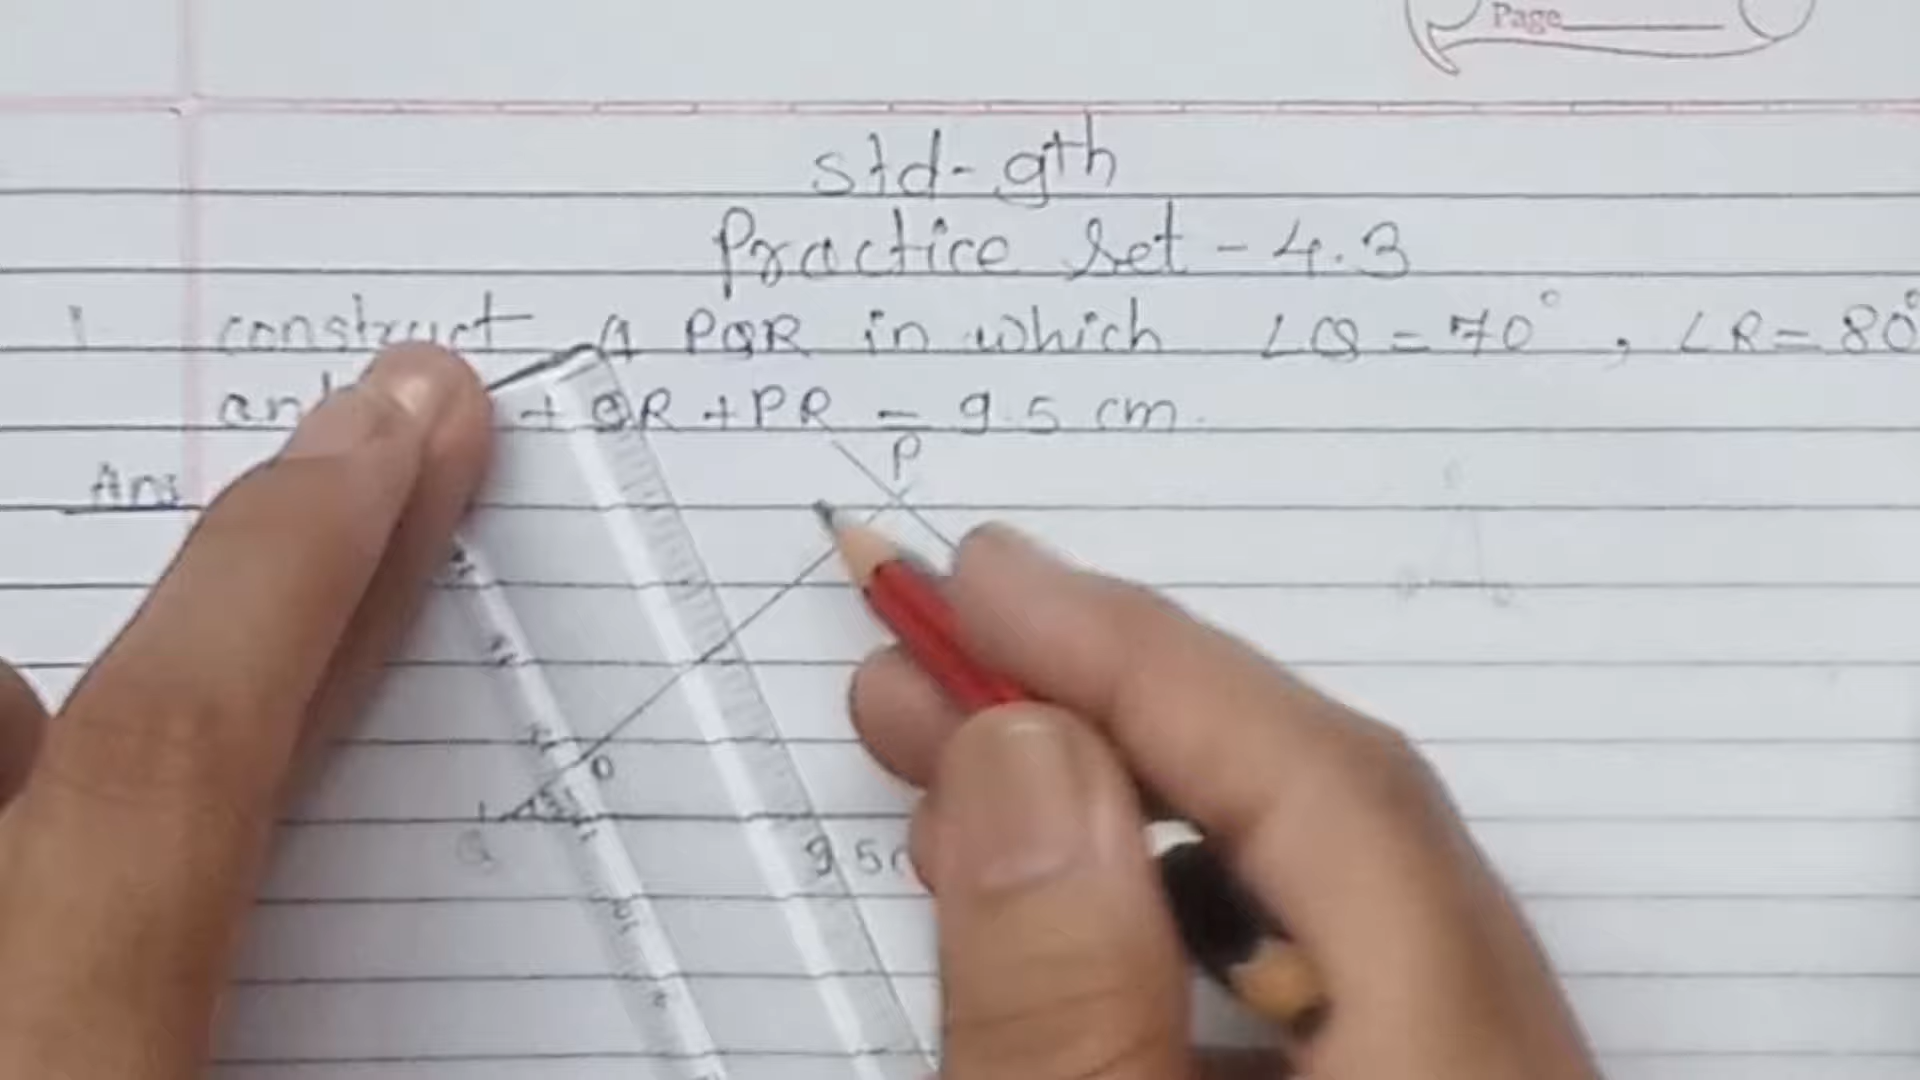 Page
std- 9th
Practice set - 4.3
1 construct Δ PQR in which ∠Q = 70° , ∠R = 80°
+ QR + PR = 9.5 cm.
Ans
P
Q
9.5